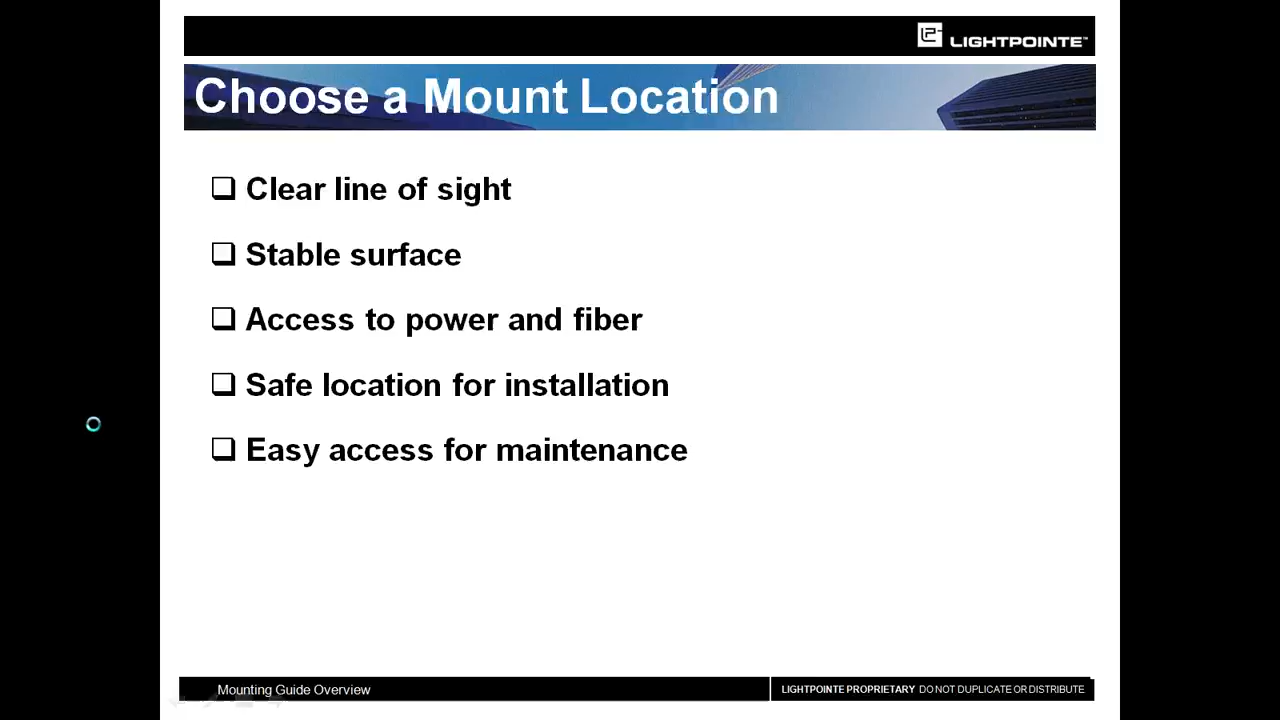 LIGHTPOINTE™
Choose a Mount Location
Clear line of sight
Stable surface
Access to power and fiber
Safe location for installation
Easy access for maintenance
Mounting Guide Overview
LIGHTPOINTE PROPRIETARY DO NOT DUPLICATE OR DISTRIBUTE